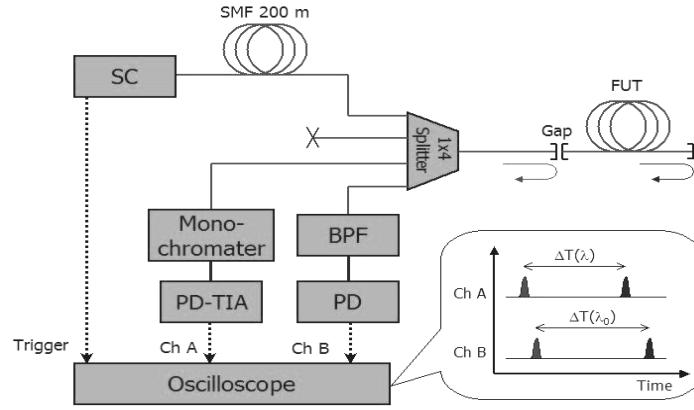 SMF 200 m
SC
FUT
Gap
1x4
Splitter
Mono-
chromater
BPF
PD-TIA
PD
Trigger
Ch A
Ch B
Oscilloscope
ΔT(λ)
Ch A
ΔT(λ₀)
Ch B
Time